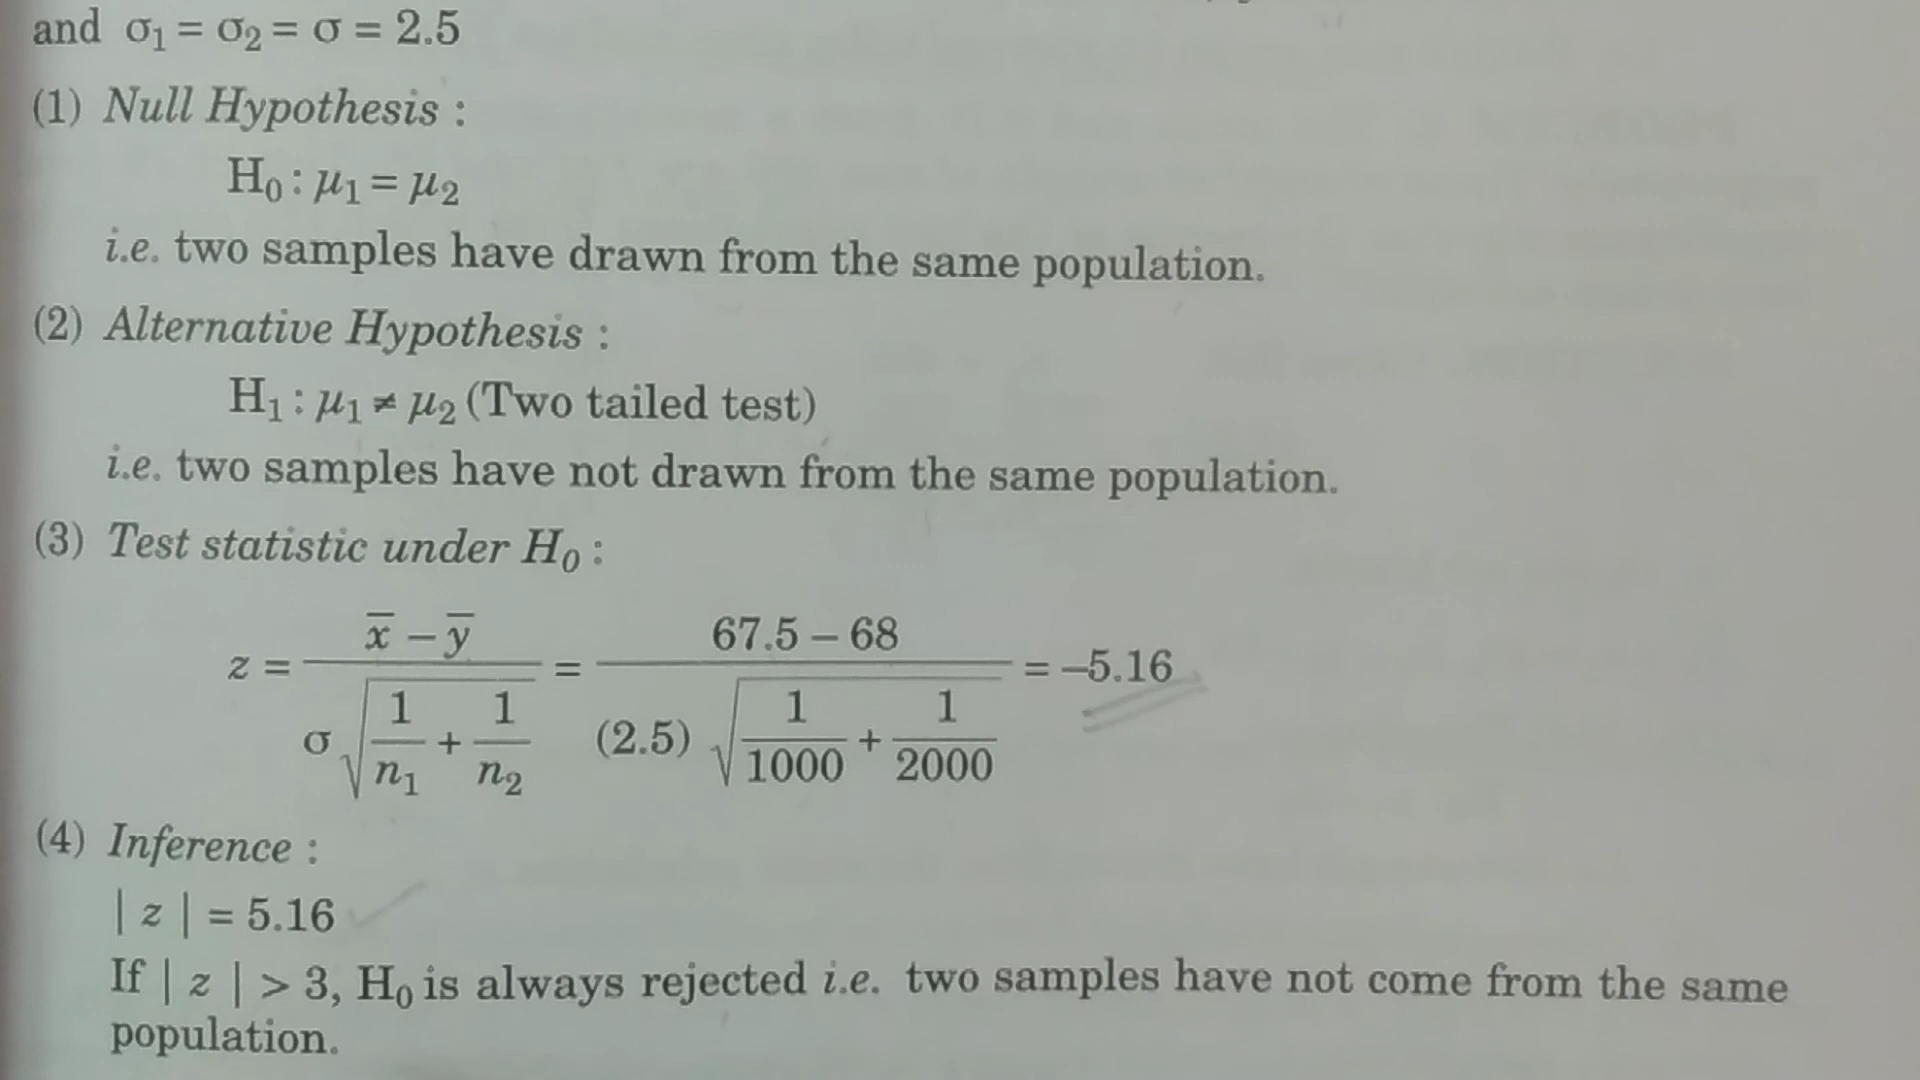 and σ₁ = σ₂ = σ = 2.5
(1) Null Hypothesis :
H₀ : μ₁ = μ₂
i.e. two samples have drawn from the same population.
(2) Alternative Hypothesis :
H₁ : μ₁ ≠ μ₂ (Two tailed test)
i.e. two samples have not drawn from the same population.
(3) Test statistic under H₀ :
z = (x̄ – ȳ) / (σ √(1/n₁ + 1/n₂)) = (67.5 – 68) / ((2.5) √(1/1000 + 1/2000)) = –5.16
(4) Inference :
| z | = 5.16
If | z | > 3, H₀ is always rejected i.e. two samples have not come from the same
population.